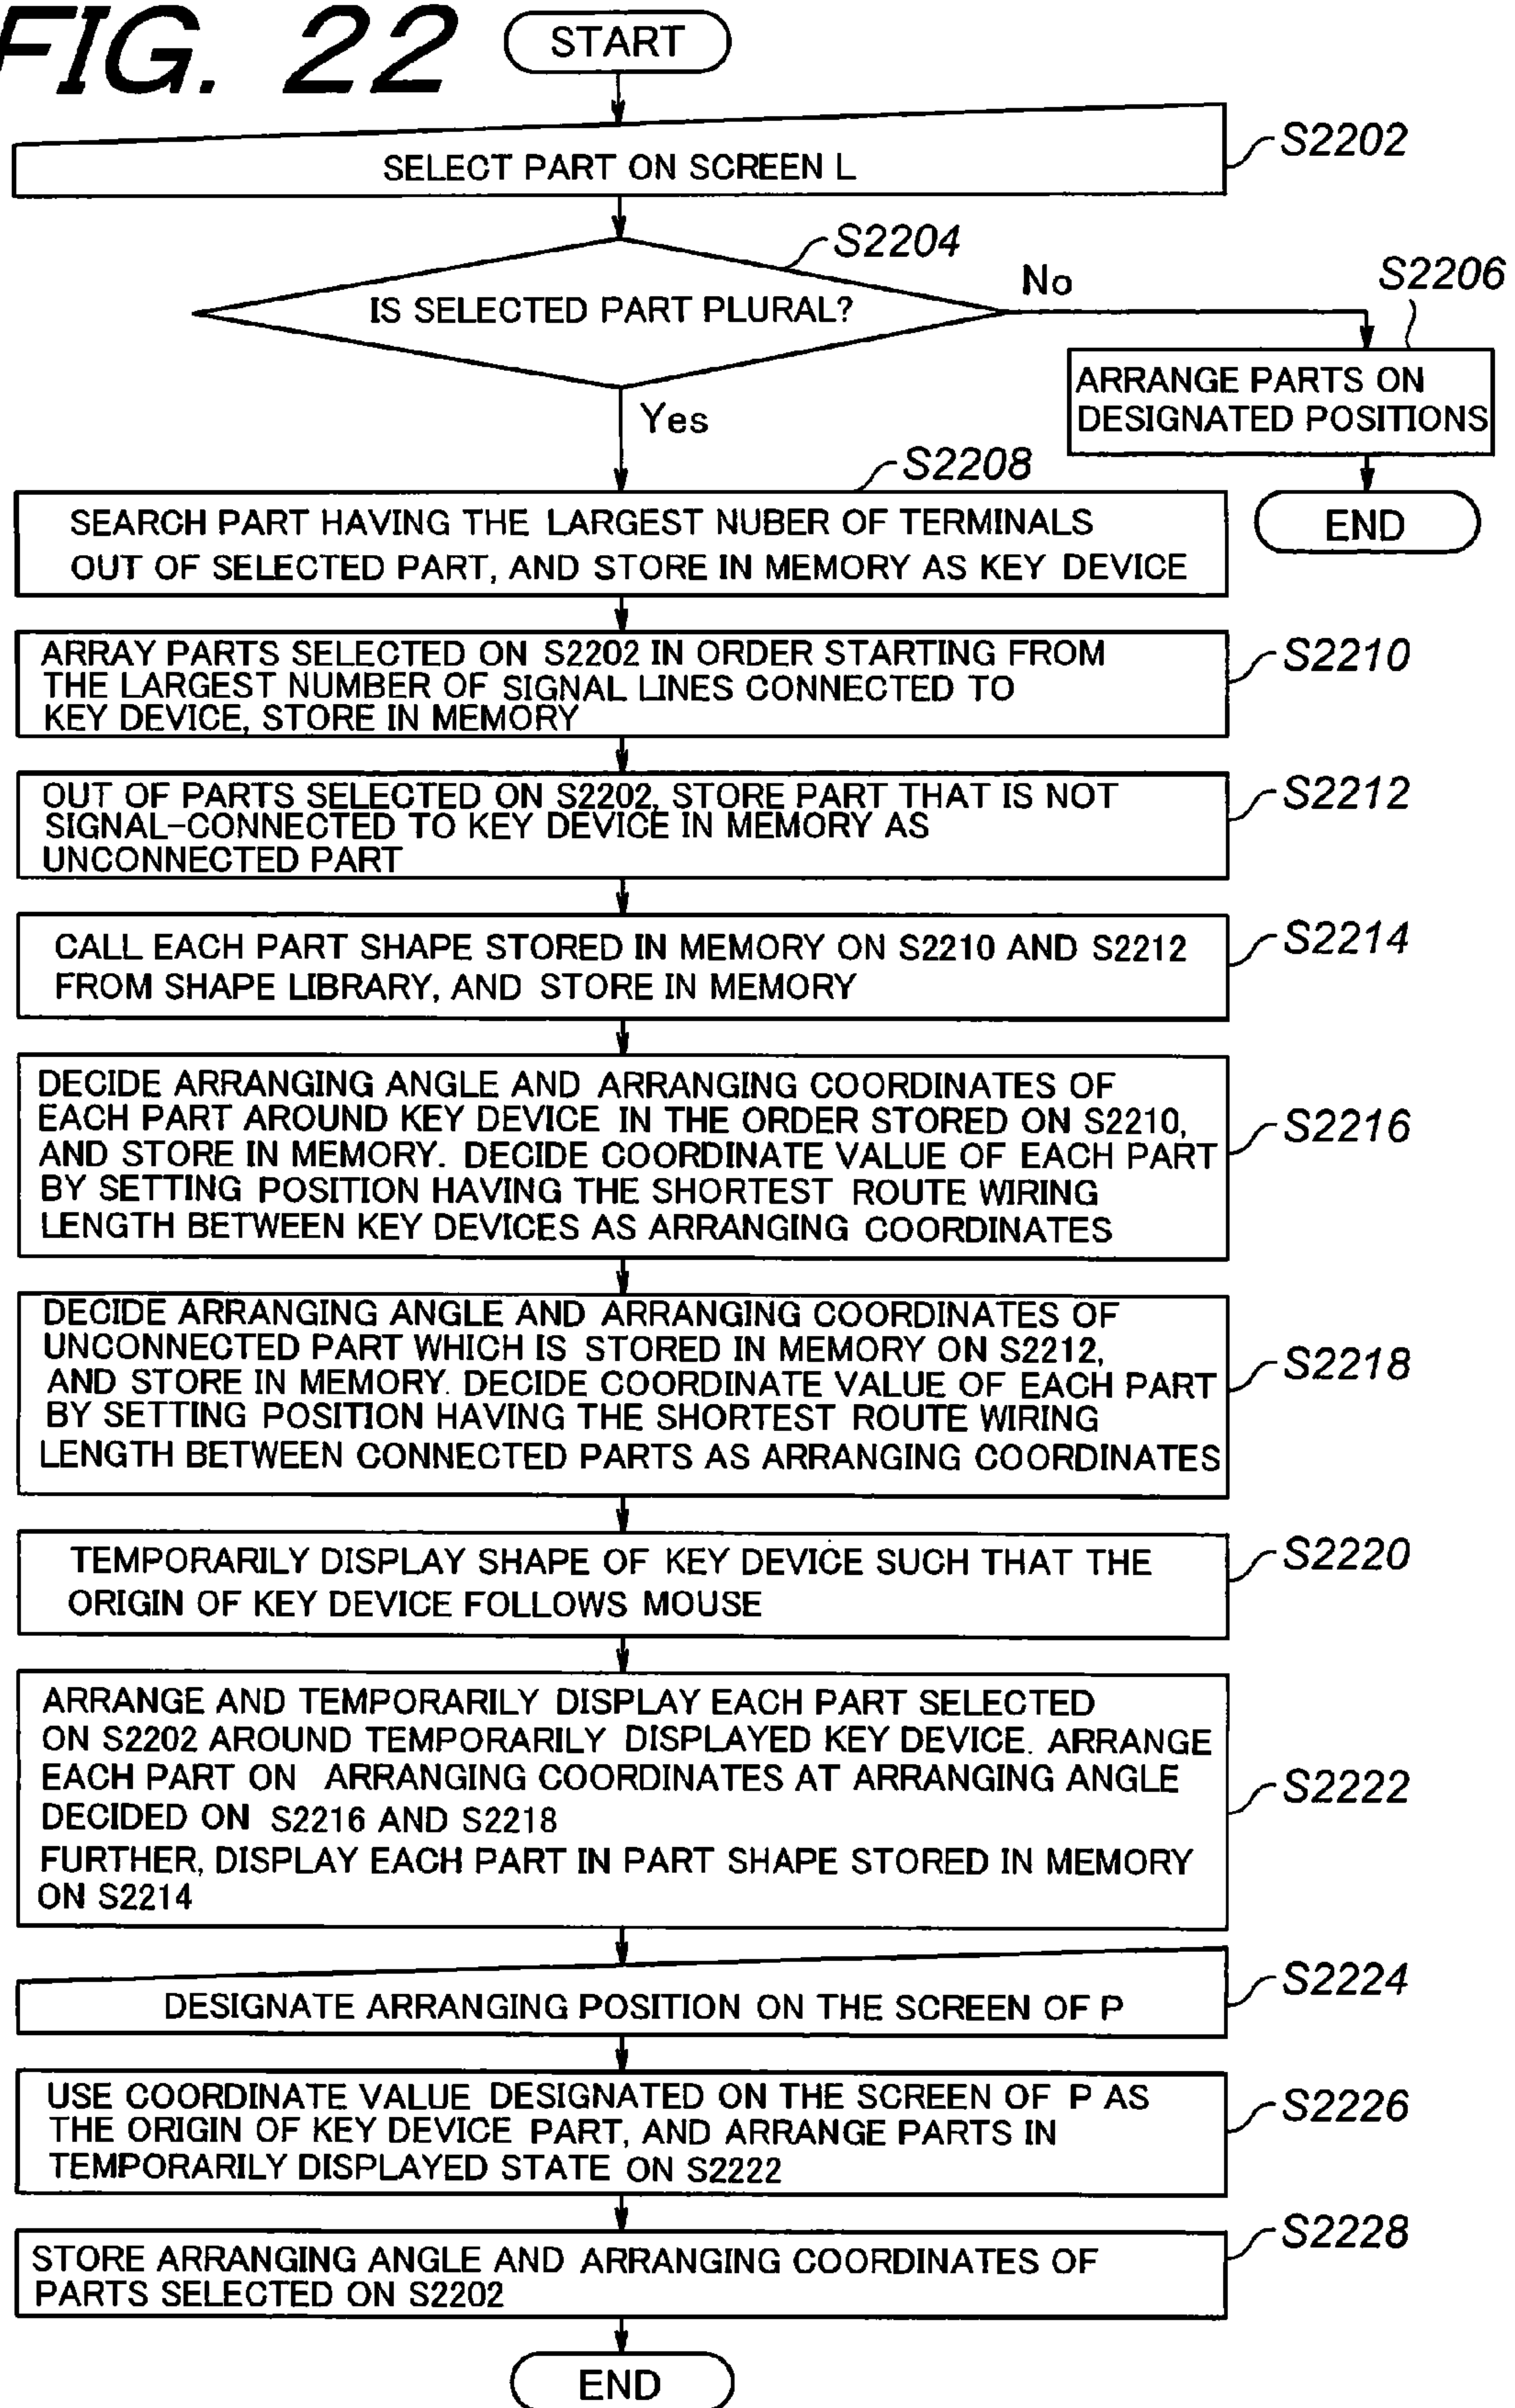 FIG. 22
START
SELECT PART ON SCREEN L
S2202
S2204
IS SELECTED PART PLURAL?
No
S2206
ARRANGE PARTS ON
DESIGNATED POSITIONS
END
Yes
S2208
SEARCH PART HAVING THE LARGEST NUBER OF TERMINALS
OUT OF SELECTED PART, AND STORE IN MEMORY AS KEY DEVICE
ARRAY PARTS SELECTED ON S2202 IN ORDER STARTING FROM
THE LARGEST NUMBER OF SIGNAL LINES CONNECTED TO
KEY DEVICE, STORE IN MEMORY
S2210
OUT OF PARTS SELECTED ON S2202, STORE PART THAT IS NOT
SIGNAL-CONNECTED TO KEY DEVICE IN MEMORY AS
UNCONNECTED PART
S2212
CALL EACH PART SHAPE STORED IN MEMORY ON S2210 AND S2212
FROM SHAPE LIBRARY, AND STORE IN MEMORY
S2214
DECIDE ARRANGING ANGLE AND ARRANGING COORDINATES OF
EACH PART AROUND KEY DEVICE IN THE ORDER STORED ON S2210,
AND STORE IN MEMORY. DECIDE COORDINATE VALUE OF EACH PART
BY SETTING POSITION HAVING THE SHORTEST ROUTE WIRING
LENGTH BETWEEN KEY DEVICES AS ARRANGING COORDINATES
S2216
DECIDE ARRANGING ANGLE AND ARRANGING COORDINATES OF
UNCONNECTED PART WHICH IS STORED IN MEMORY ON S2212,
AND STORE IN MEMORY. DECIDE COORDINATE VALUE OF EACH PART
BY SETTING POSITION HAVING THE SHORTEST ROUTE WIRING
LENGTH BETWEEN CONNECTED PARTS AS ARRANGING COORDINATES
S2218
TEMPORARILY DISPLAY SHAPE OF KEY DEVICE SUCH THAT THE
ORIGIN OF KEY DEVICE FOLLOWS MOUSE
S2220
ARRANGE AND TEMPORARILY DISPLAY EACH PART SELECTED
ON S2202 AROUND TEMPORARILY DISPLAYED KEY DEVICE. ARRANGE
EACH PART ON ARRANGING COORDINATES AT ARRANGING ANGLE
DECIDED ON S2216 AND S2218
FURTHER, DISPLAY EACH PART IN PART SHAPE STORED IN MEMORY
ON S2214
S2222
DESIGNATE ARRANGING POSITION ON THE SCREEN OF P
S2224
USE COORDINATE VALUE DESIGNATED ON THE SCREEN OF P AS
THE ORIGIN OF KEY DEVICE PART, AND ARRANGE PARTS IN
TEMPORARILY DISPLAYED STATE ON S2222
S2226
STORE ARRANGING ANGLE AND ARRANGING COORDINATES OF
PARTS SELECTED ON S2202
S2228
END